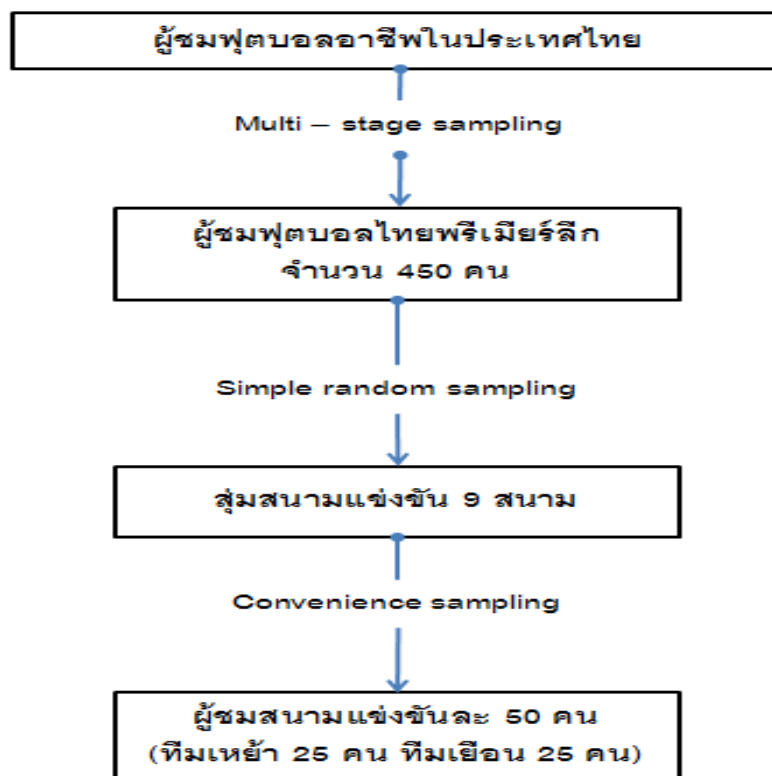 ผู้ชมฟุตบอลอาชีพในประเทศไทย
Multi – stage sampling
ผู้ชมฟุตบอลไทยพรีเมียร์ลีก
จำนวน 450 คน
Simple random sampling
สุ่มสนามแข่งขัน 9 สนาม
Convenience sampling
ผู้ชมสนามแข่งขันละ 50 คน
(ทีมเหย้า 25 คน ทีมเยือน 25 คน)